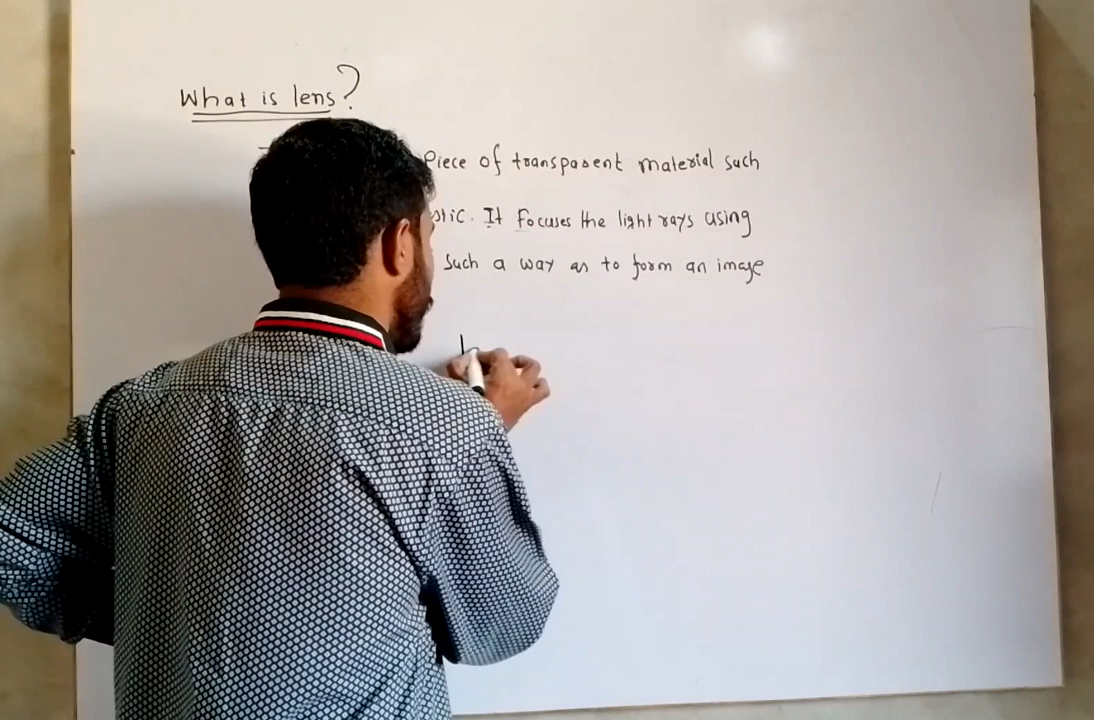 What is lens?
Piece of transparent material such
It Focuses the light rays using
such a way as to form an image